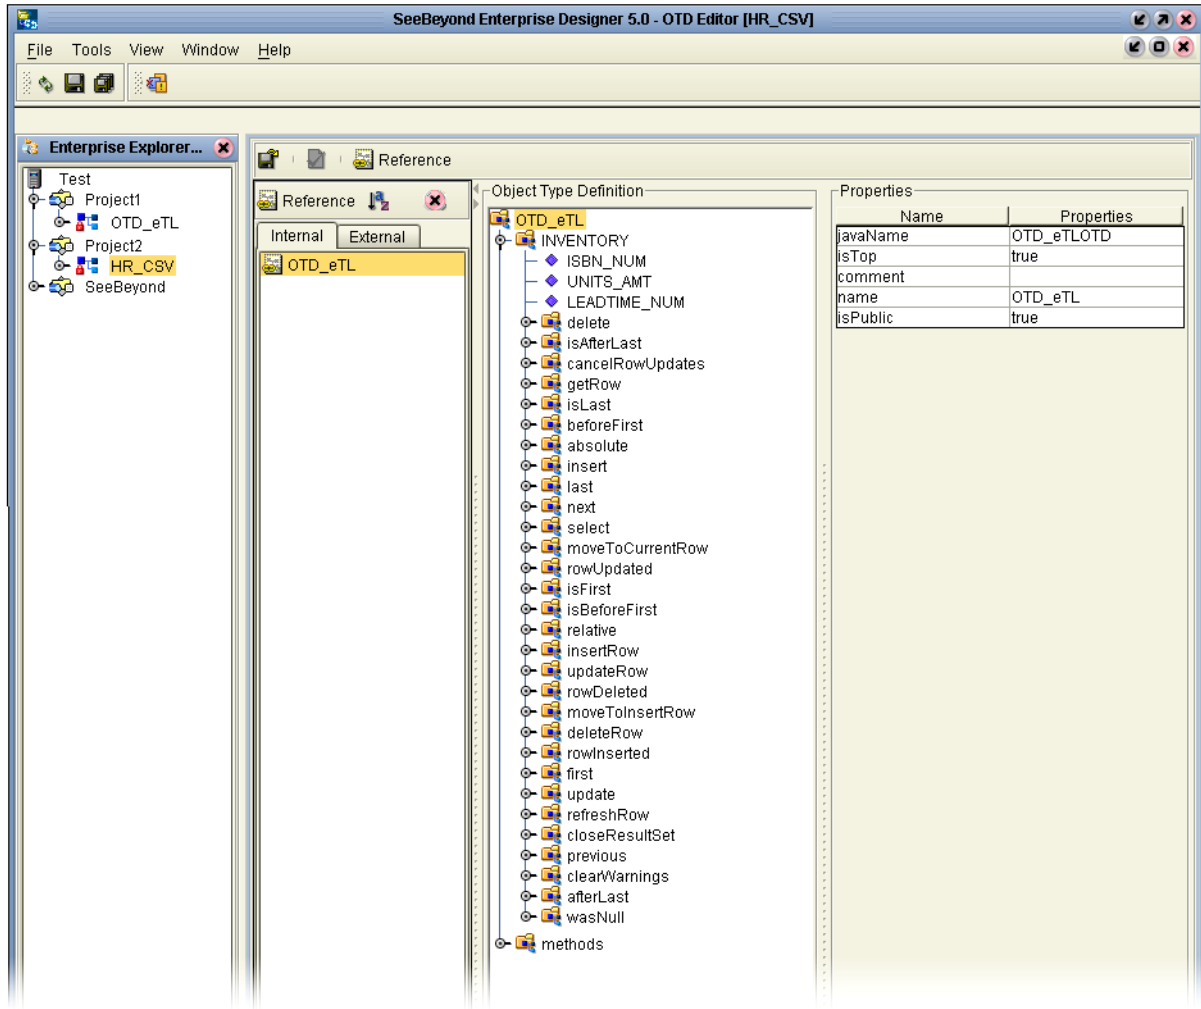 SeeBeyond Enterprise Designer 5.0 - OTD Editor [HR_CSV]
File Tools View Window Help
Enterprise Explorer...
Test
Project1
OTD_eTL
Project2
HR_CSV
SeeBeyond
Reference
Reference
Internal External
OTD_eTL
Object Type Definition
OTD_eTL
INVENTORY
ISBN_NUM
UNITS_AMT
LEADTIME_NUM
delete
isAfterLast
cancelRowUpdates
getRow
isLast
beforeFirst
absolute
insert
last
next
select
moveToCurrentRow
rowUpdated
isFirst
isBeforeFirst
relative
insertRow
updateRow
rowDeleted
moveToInsertRow
deleteRow
rowInserted
first
update
refreshRow
closeResultSet
previous
clearWarnings
afterLast
wasNull
methods
Properties
Name Properties
javaName OTD_eTLOTD
isTop true
comment
name OTD_eTL
isPublic true